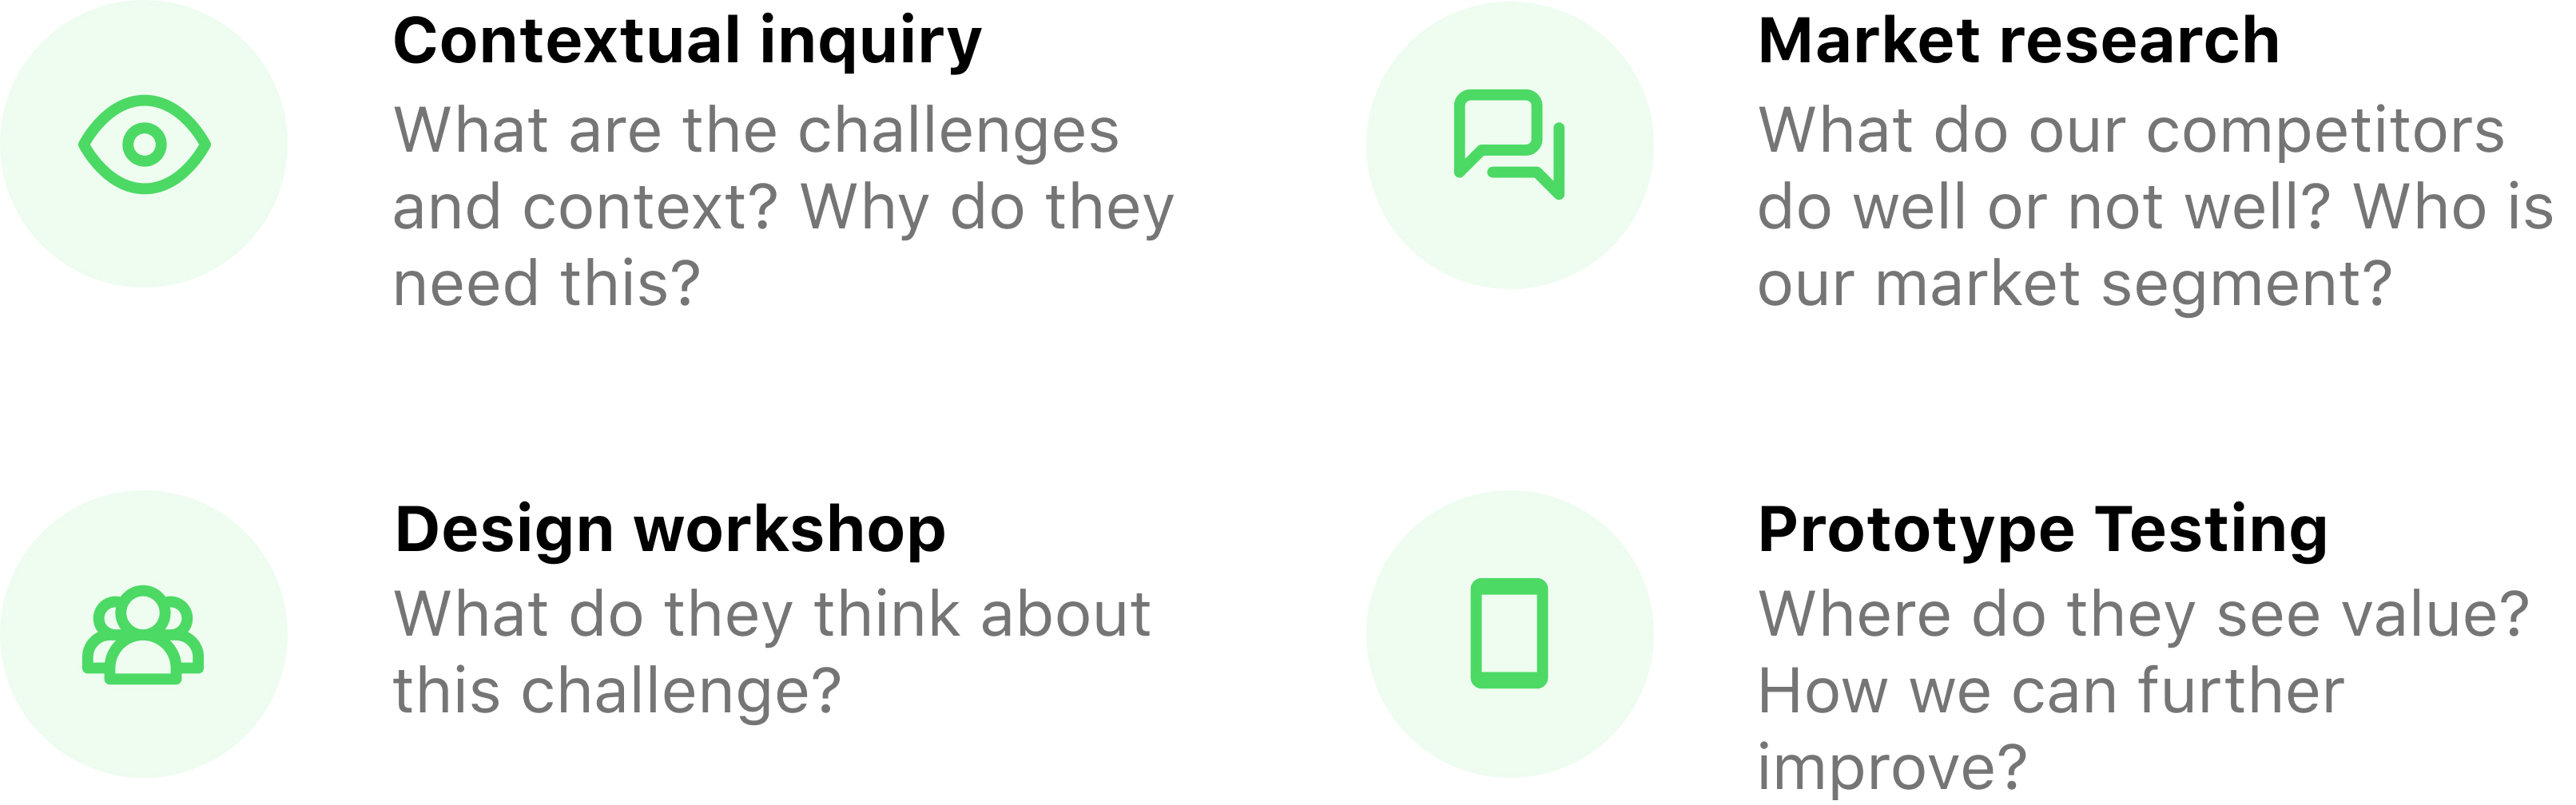 Contextual inquiry
What are the challenges
and context? Why do they
need this?
Market research
What do our competitors
do well or not well? Who is
our market segment?
Design workshop
What do they think about
this challenge?
Prototype Testing
Where do they see value?
How we can further
improve?